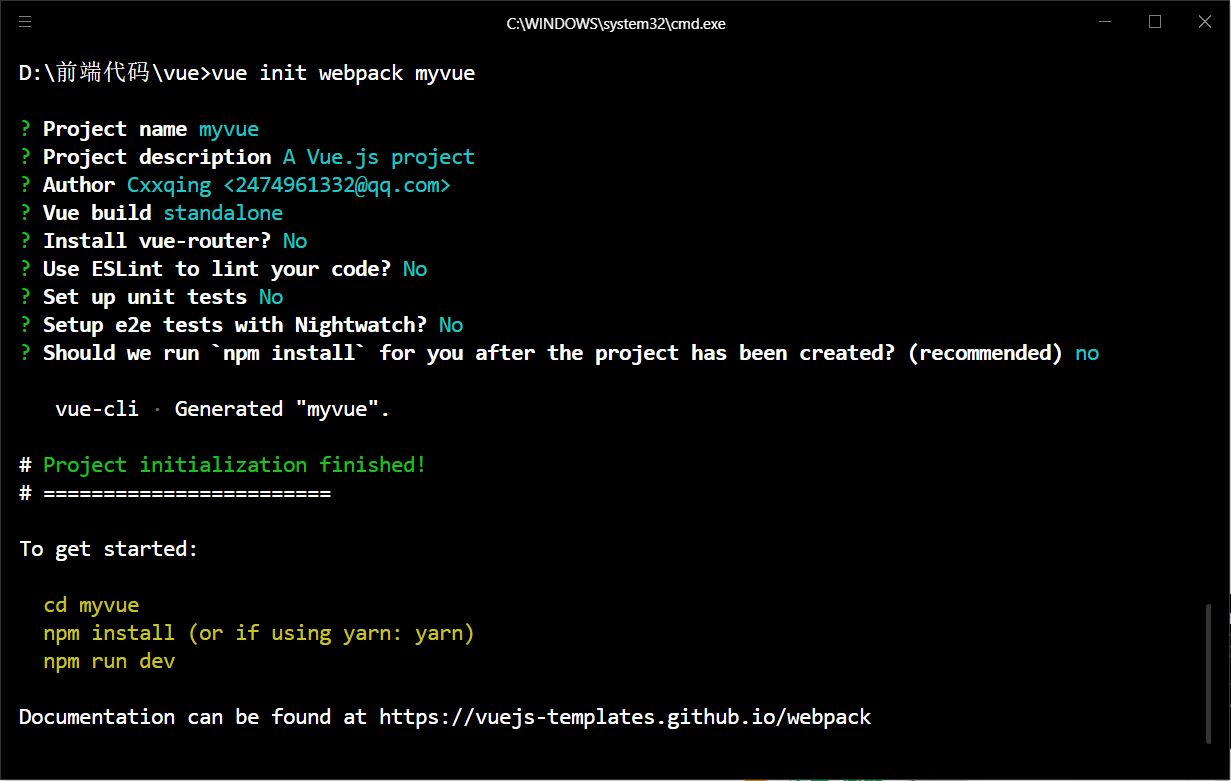 C:\WINDOWS\system32\cmd.exe
D:\前端代码\vue>vue init webpack myvue
? Project name myvue
? Project description A Vue.js project
? Author Cxxqing <2474961332@qq.com>
? Vue build standalone
? Install vue-router? No
? Use ESLint to lint your code? No
? Set up unit tests No
? Setup e2e tests with Nightwatch? No
? Should we run `npm install` for you after the project has been created? (recommended) no
vue-cli · Generated "myvue".
# Project initialization finished!
# ========================
To get started:
cd myvue
npm install (or if using yarn: yarn)
npm run dev
Documentation can be found at https://vuejs-templates.github.io/webpack